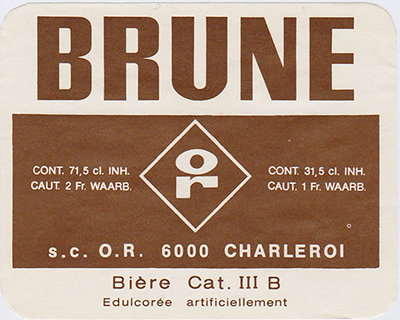 BRUNE
or
CONT. 71,5 cl. INH.
CAUT. 2 Fr. WAARB.
CONT. 31,5 cl. INH.
CAUT. 1 Fr. WAARB.
s.c. O.R. 6000 CHARLEROI
Bière Cat. III B
Edulcorée artificiellement